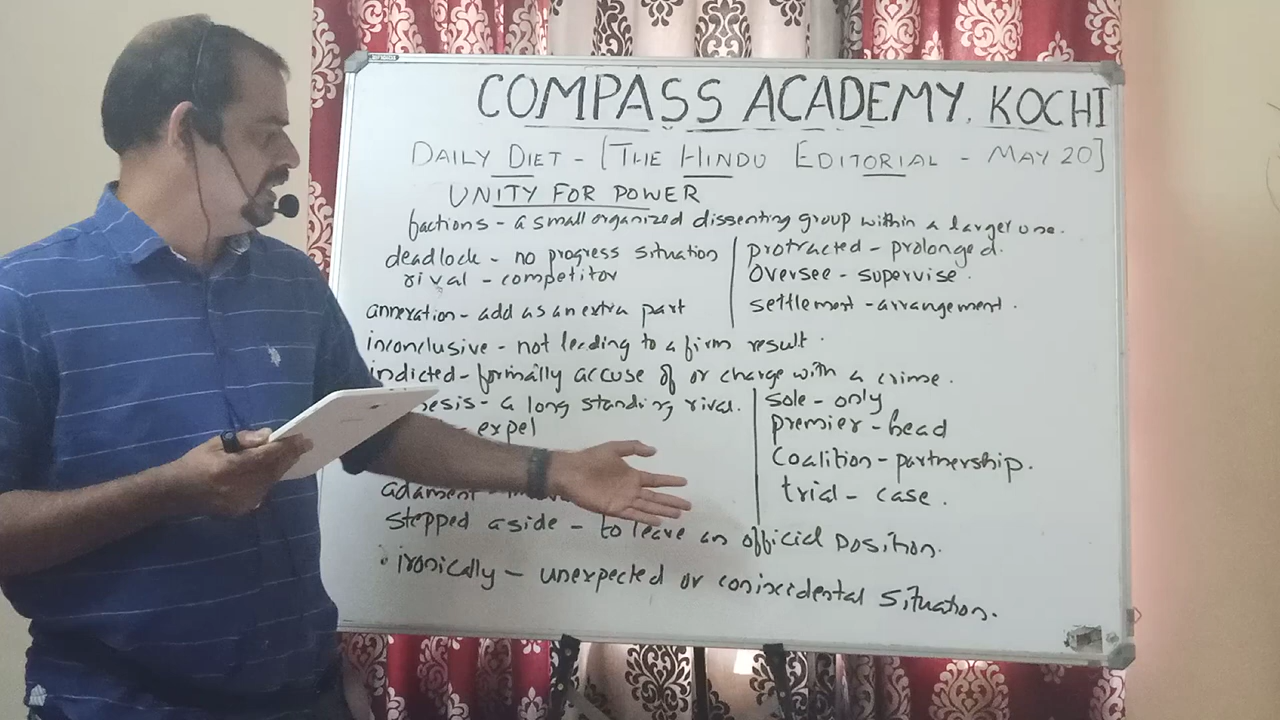 COMPASS ACADEMY, KOCHI
DAILY DIET - [THE HINDU EDITORIAL - MAY 20]
UNITY FOR POWER
factions - a small organized dissenting group within a larger one.
deadlock - no progress situation
rival - competitor
protracted - prolonged.
oversee - supervise.
settlement - arrangement.
annexation - add as an extra part
inconclusive - not leading to a firm result.
indicted - formally accuse of or charge with a crime.
- a long standing rival.
- expel
sole - only
premier - head
Coalition - partnership.
trial - case.
adament -
stepped aside - to leave an official position.
ironically - unexpected or conixcidental situation.